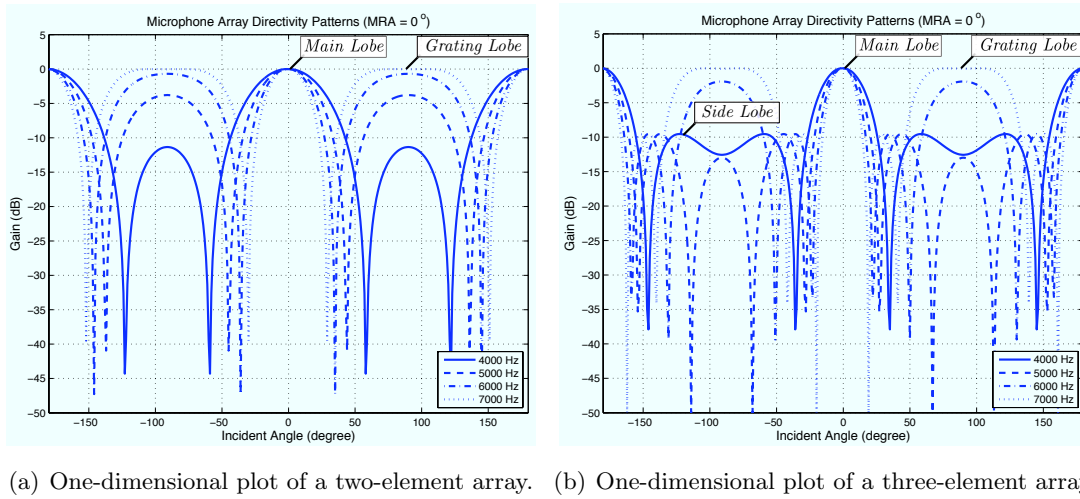 Microphone Array Directivity Patterns (MRA = 0 °)
Main Lobe
Grating Lobe
5
0
−5
−10
−15
−20
−25
−30
−35
−40
−45
−50
Gain (dB)
−150
−100
−50
0
50
100
150
Incident Angle (degree)
4000 Hz
5000 Hz
6000 Hz
7000 Hz
(a) One-dimensional plot of a two-element array.
Microphone Array Directivity Patterns (MRA = 0 °)
Main Lobe
Grating Lobe
Side Lobe
5
0
−5
−10
−15
−20
−25
−30
−35
−40
−45
−50
Gain (dB)
−150
−100
−50
0
50
100
150
Incident Angle (degree)
4000 Hz
5000 Hz
6000 Hz
7000 Hz
(b) One-dimensional plot of a three-element array